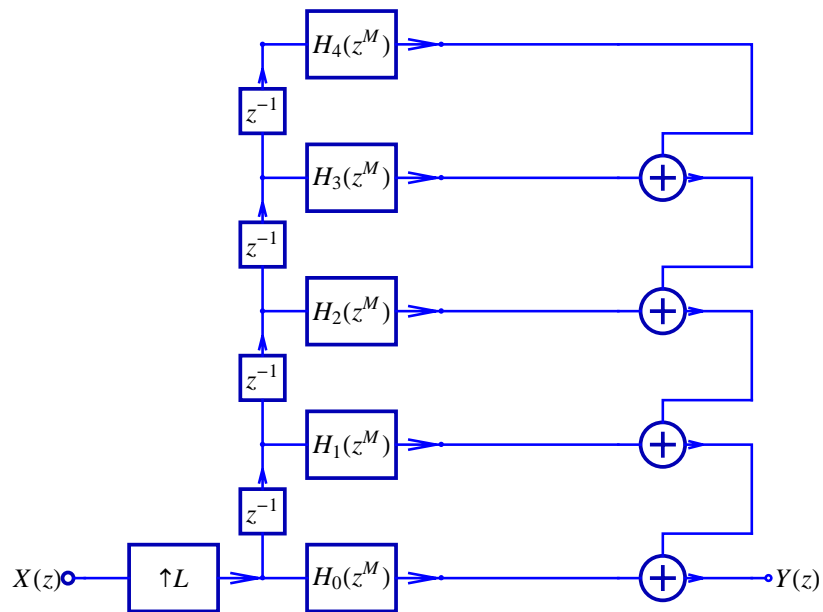 H₄(z^M)
z⁻¹
H₃(z^M)
z⁻¹
H₂(z^M)
z⁻¹
H₁(z^M)
z⁻¹
X(z) ↑L H₀(z^M) Y(z)